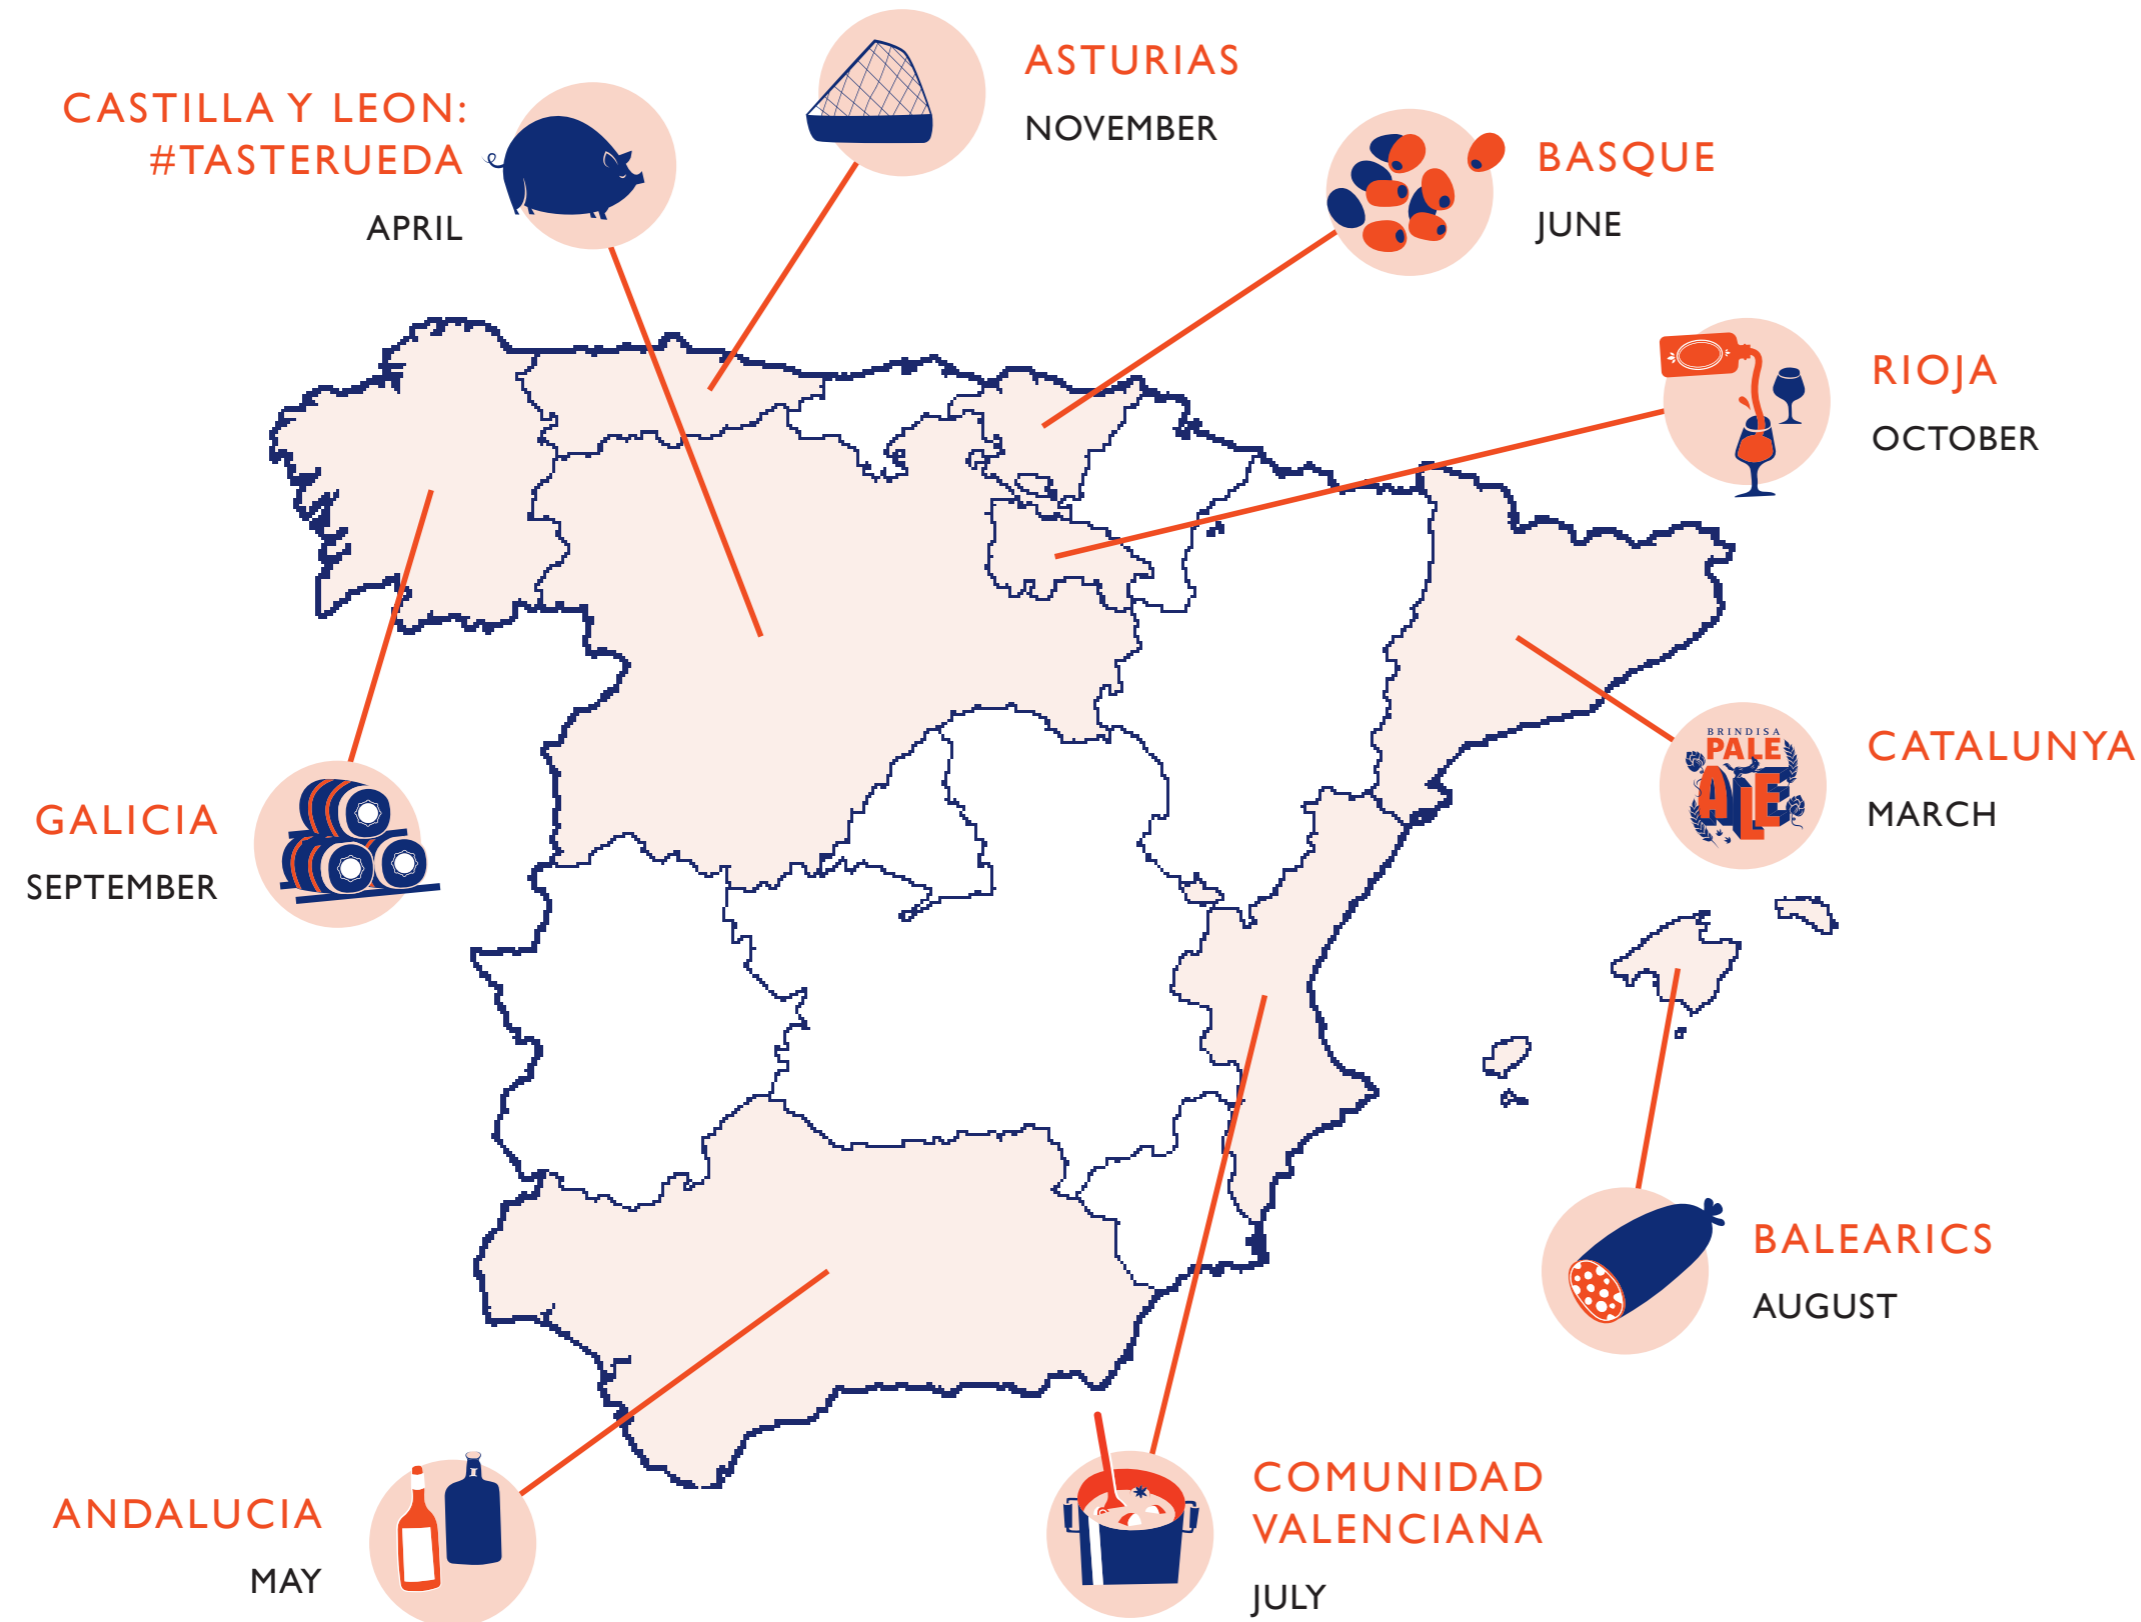 ASTURIAS
NOVEMBER
CASTILLA Y LEON:
#TASTERUEDA
APRIL
BASQUE
JUNE
RIOJA
OCTOBER
CATALUNYA
MARCH
BRINDISA
PALE
ALE
GALICIA
SEPTEMBER
BALEARICS
AUGUST
COMUNIDAD
VALENCIANA
JULY
ANDALUCIA
MAY